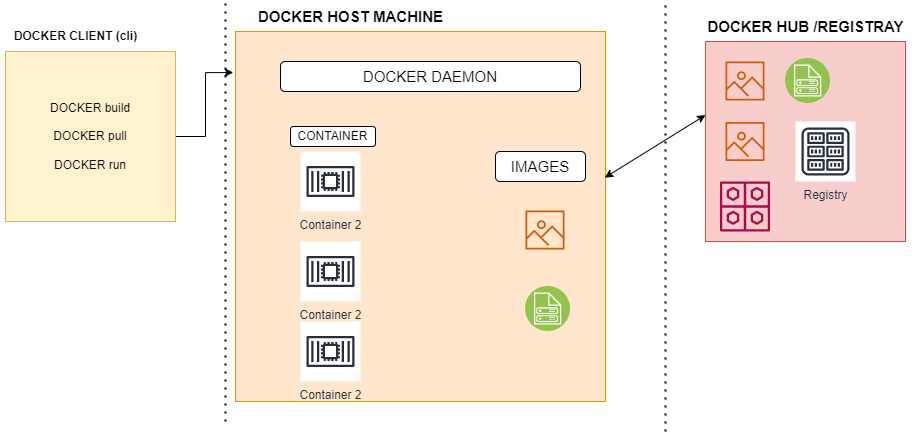 DOCKER CLIENT (cli)
DOCKER build
DOCKER pull
DOCKER run
DOCKER HOST MACHINE
DOCKER DAEMON
CONTAINER
Container 2
Container 2
Container 2
IMAGES
DOCKER HUB /REGISTRAY
Registry